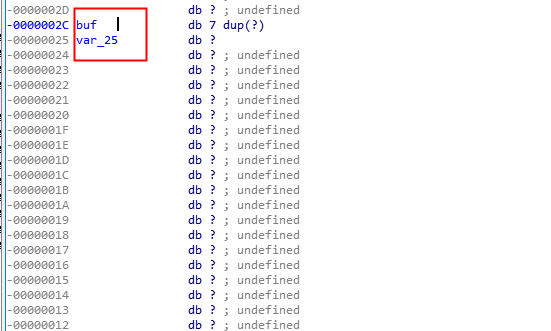 -0000002D db ? ; undefined
-0000002C buf db 7 dup(?)
-00000025 var_25 db ?
-00000024 db ? ; undefined
-00000023 db ? ; undefined
-00000022 db ? ; undefined
-00000021 db ? ; undefined
-00000020 db ? ; undefined
-0000001F db ? ; undefined
-0000001E db ? ; undefined
-0000001D db ? ; undefined
-0000001C db ? ; undefined
-0000001B db ? ; undefined
-0000001A db ? ; undefined
-00000019 db ? ; undefined
-00000018 db ? ; undefined
-00000017 db ? ; undefined
-00000016 db ? ; undefined
-00000015 db ? ; undefined
-00000014 db ? ; undefined
-00000013 db ? ; undefined
-00000012 db ? ; undefined